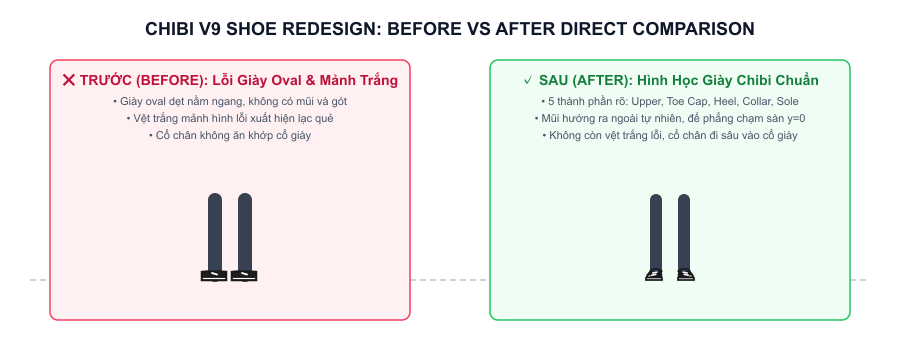 CHIBI V9 SHOE REDESIGN: BEFORE VS AFTER DIRECT COMPARISON
❌ TRƯỚC (BEFORE): Lỗi Giày Oval & Mảnh Trắng
• Giày oval dẹt nằm ngang, không có mũi và gót
• Vệt trắng mảnh hình lỗi xuất hiện lạc quẻ
• Cổ chân không ăn khớp cổ giày
✓ SAU (AFTER): Hình Học Giày Chibi Chuẩn
• 5 thành phần rõ: Upper, Toe Cap, Heel, Collar, Sole
• Mũi hướng ra ngoài tự nhiên, đế phẳng chạm sàn y=0
• Không còn vệt trắng lỗi, cổ chân đi sâu vào cổ giày